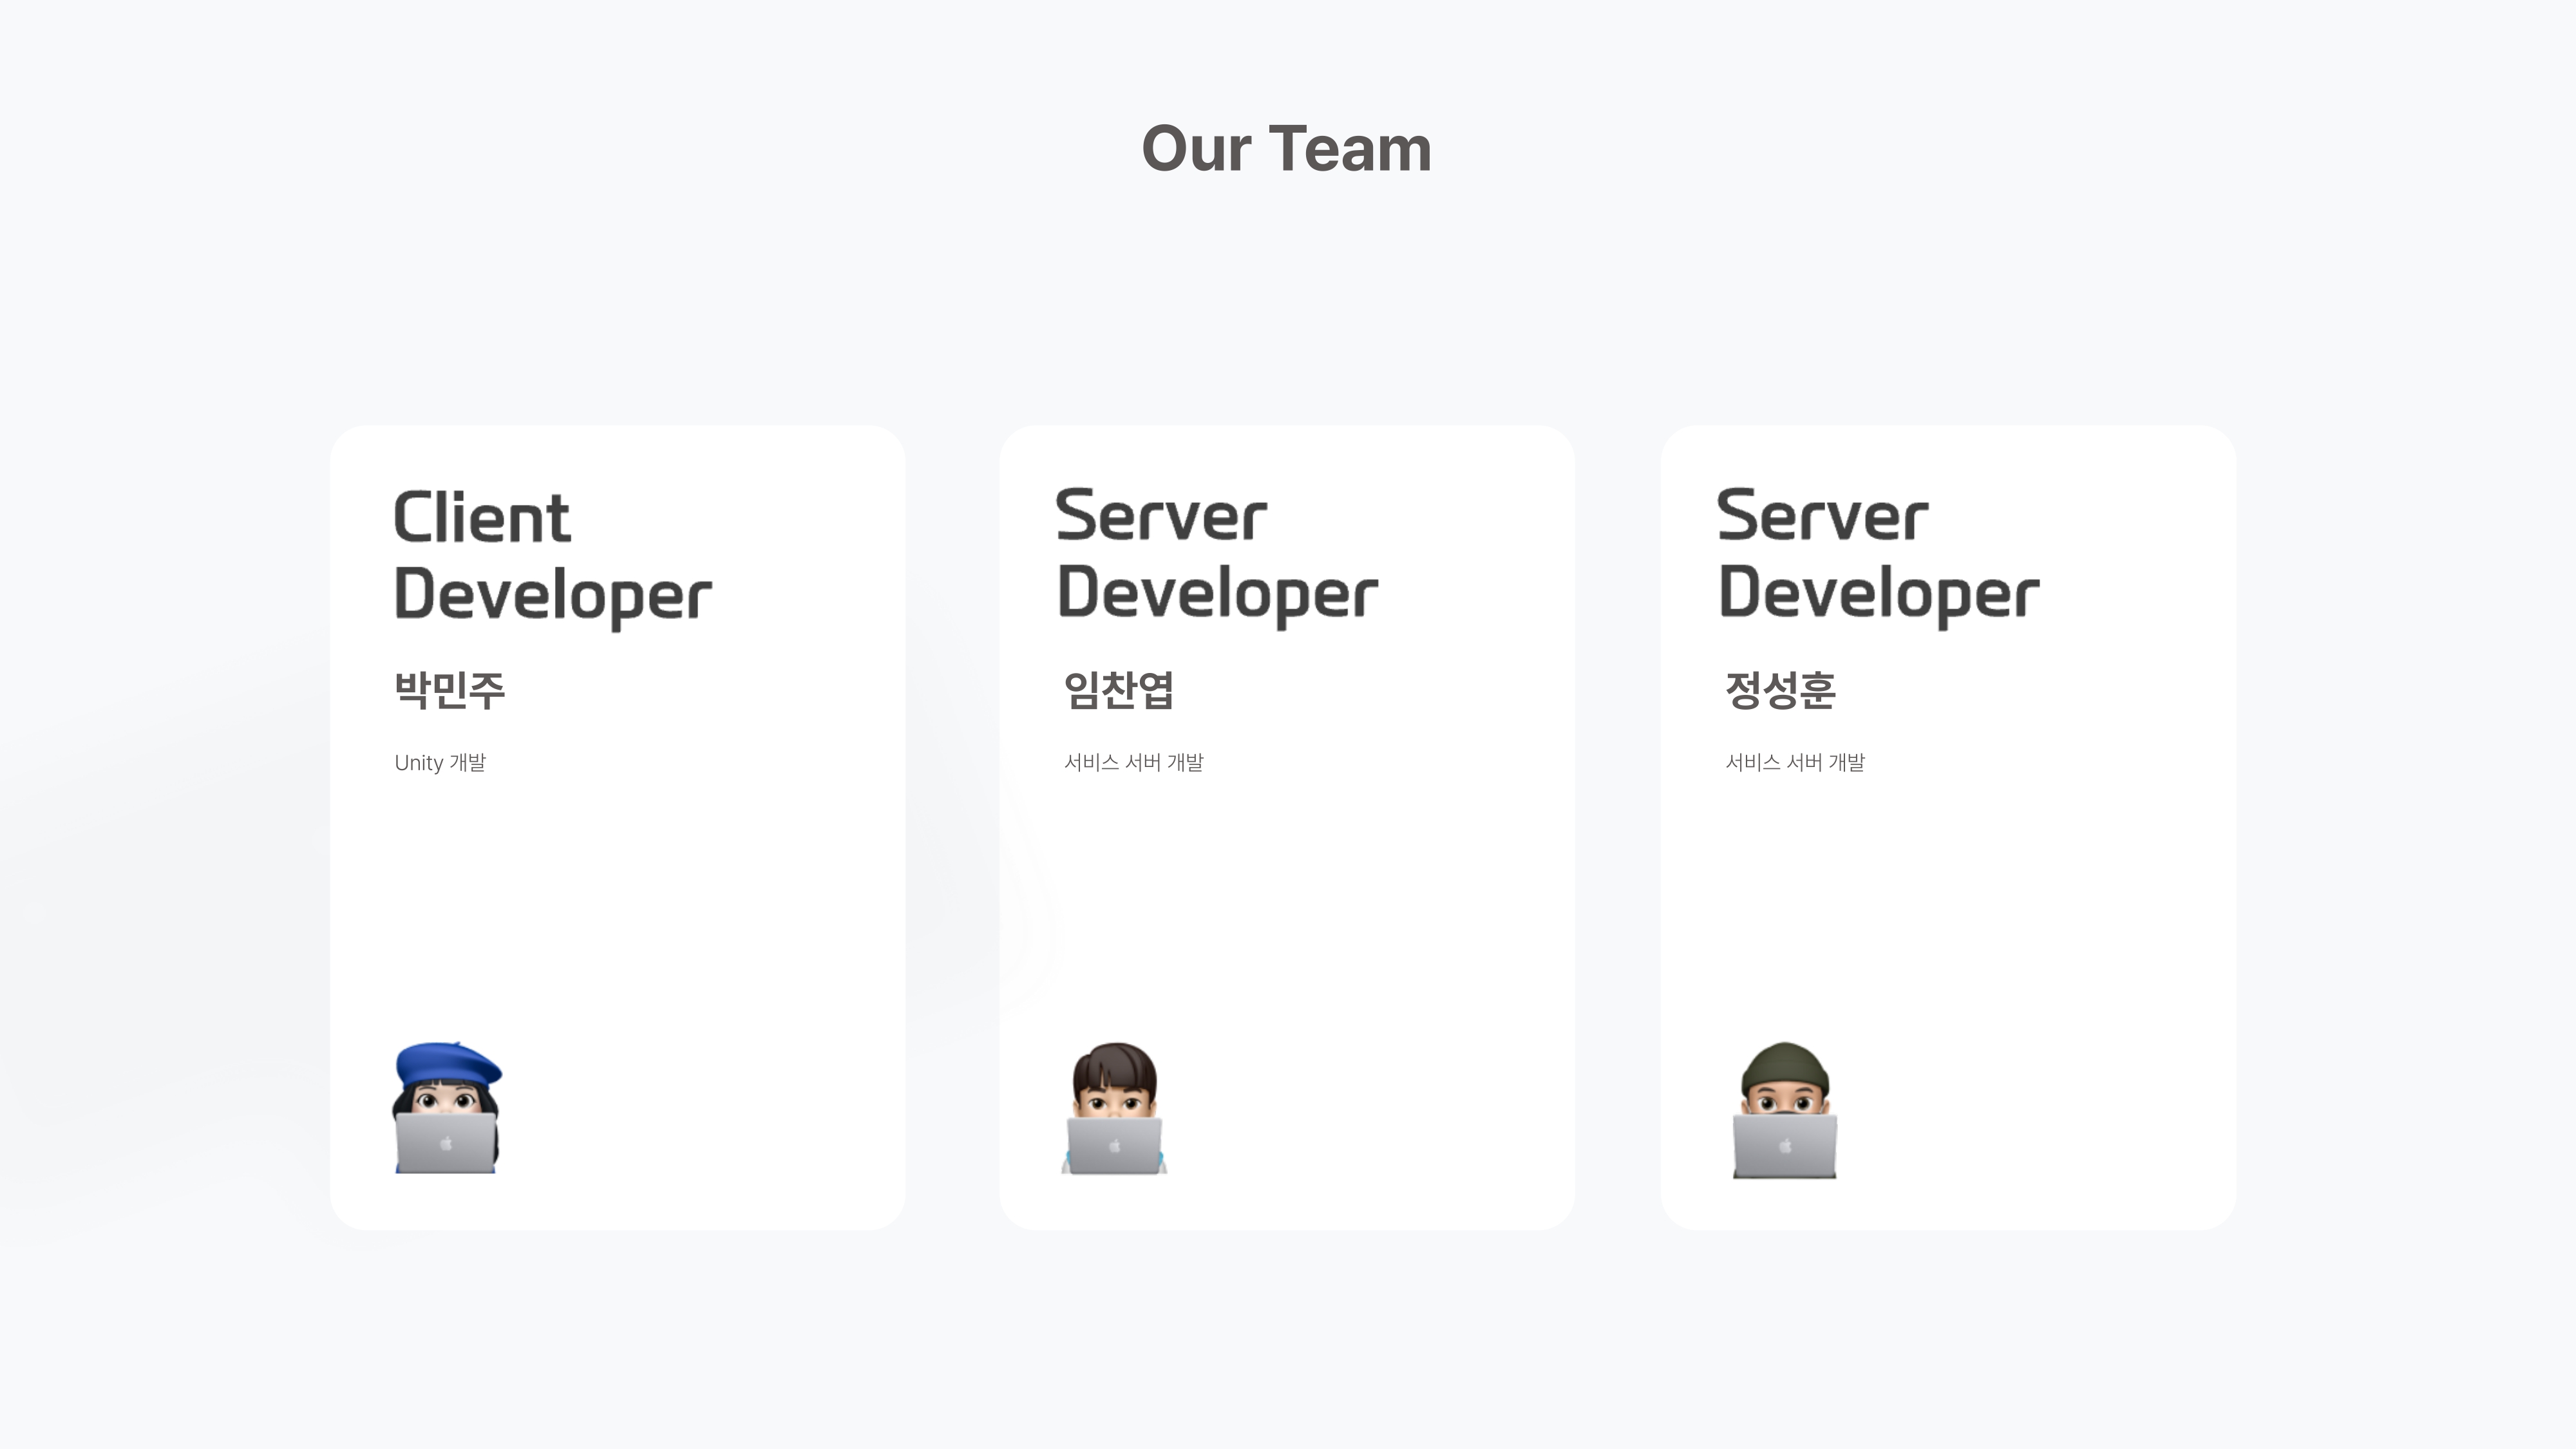 Our Team
Client
Developer
박민주
Unity 개발
Server
Developer
임찬엽
서비스 서버 개발
Server
Developer
정성훈
서비스 서버 개발